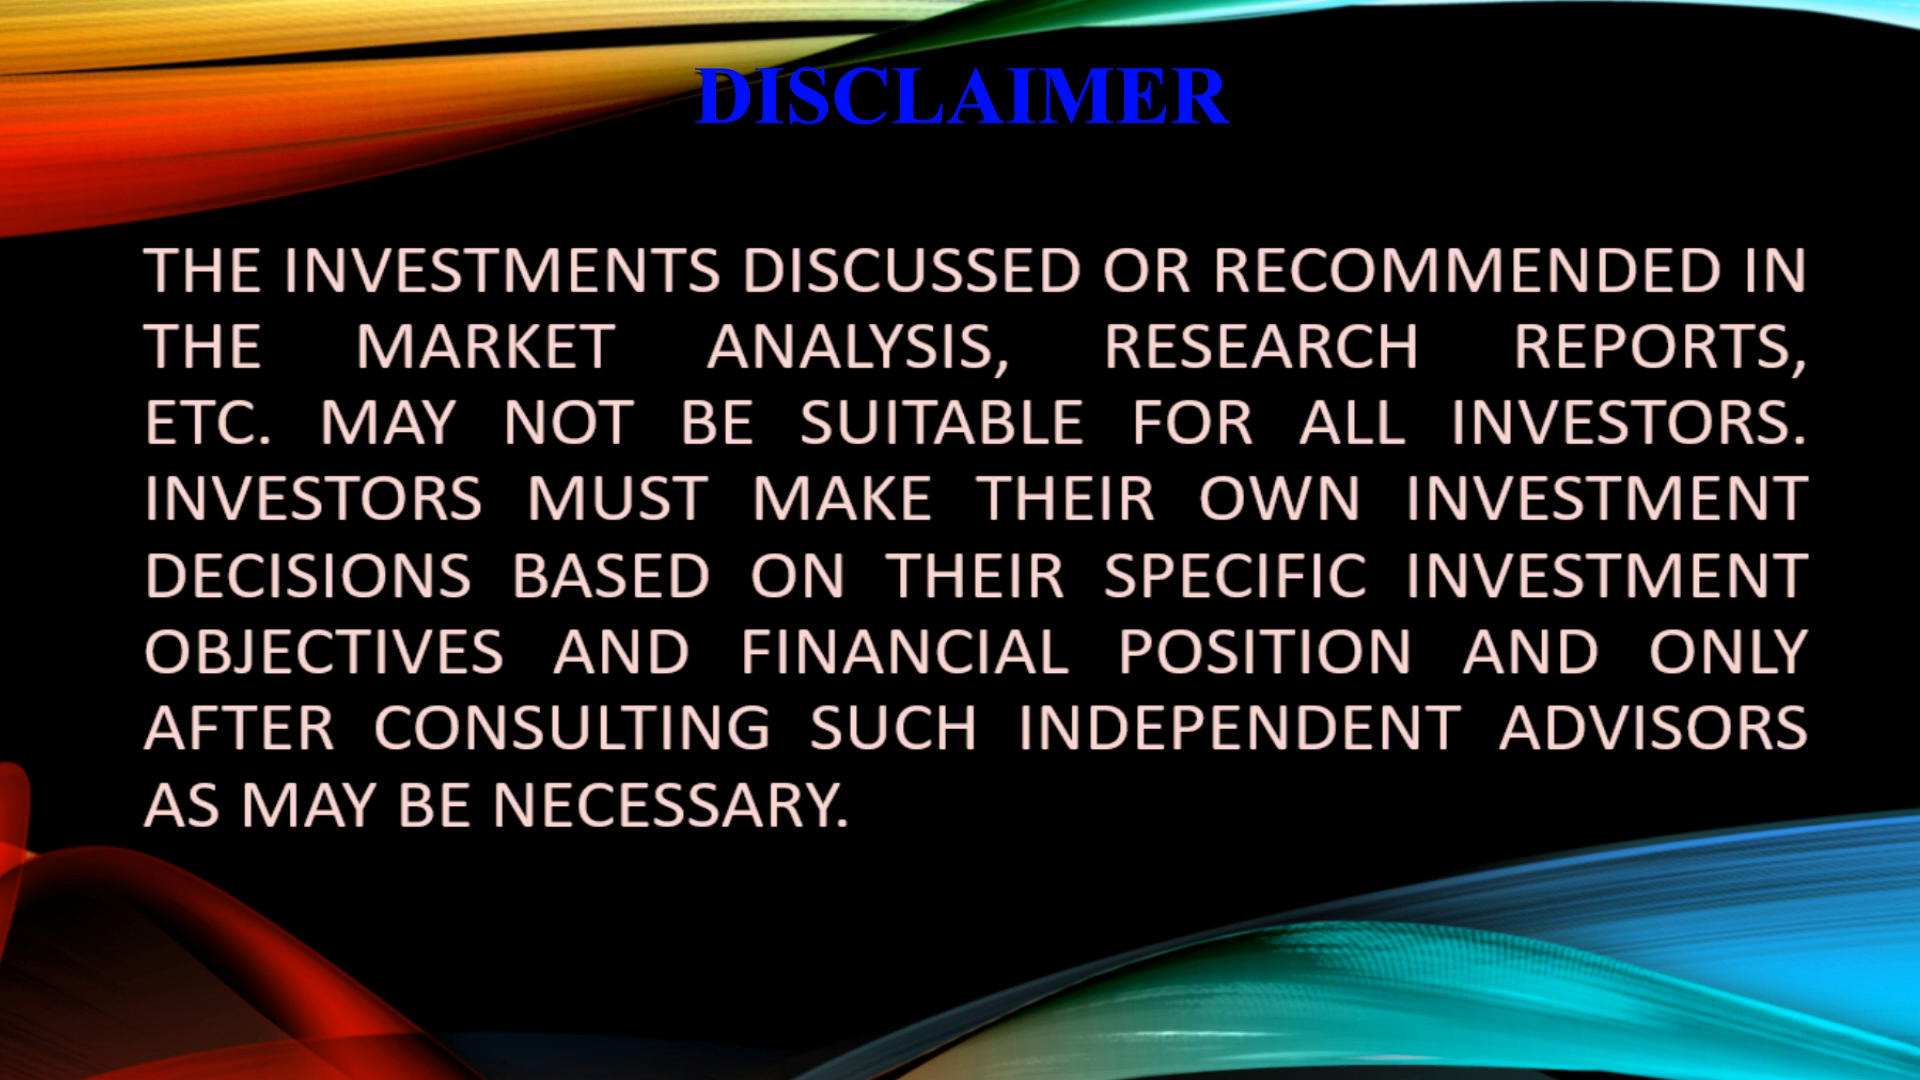 DISCLAIMER
THE INVESTMENTS DISCUSSED OR RECOMMENDED IN
THE MARKET ANALYSIS, RESEARCH REPORTS,
ETC. MAY NOT BE SUITABLE FOR ALL INVESTORS.
INVESTORS MUST MAKE THEIR OWN INVESTMENT
DECISIONS BASED ON THEIR SPECIFIC INVESTMENT
OBJECTIVES AND FINANCIAL POSITION AND ONLY
AFTER CONSULTING SUCH INDEPENDENT ADVISORS
AS MAY BE NECESSARY.